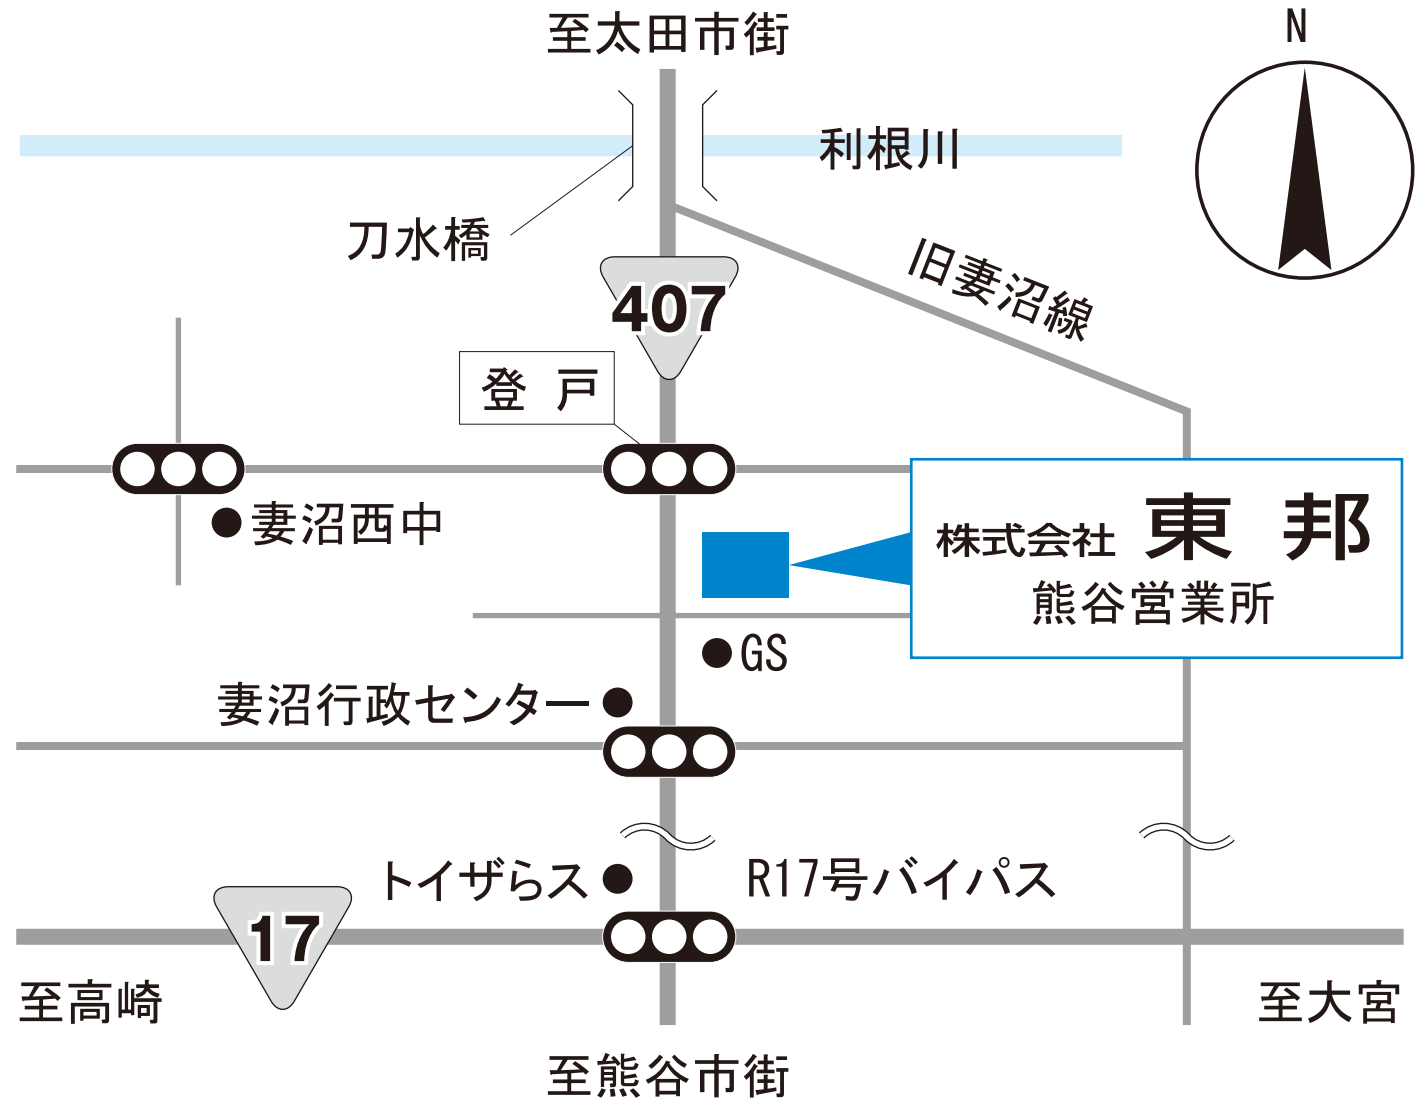 至太田市街
N
利根川
刀水橋
旧妻沼線
407
登戸
妻沼西中
株式会社 東邦
熊谷営業所
GS
妻沼行政センター
トイザらス
R17号バイパス
17
至高崎
至大宮
至熊谷市街